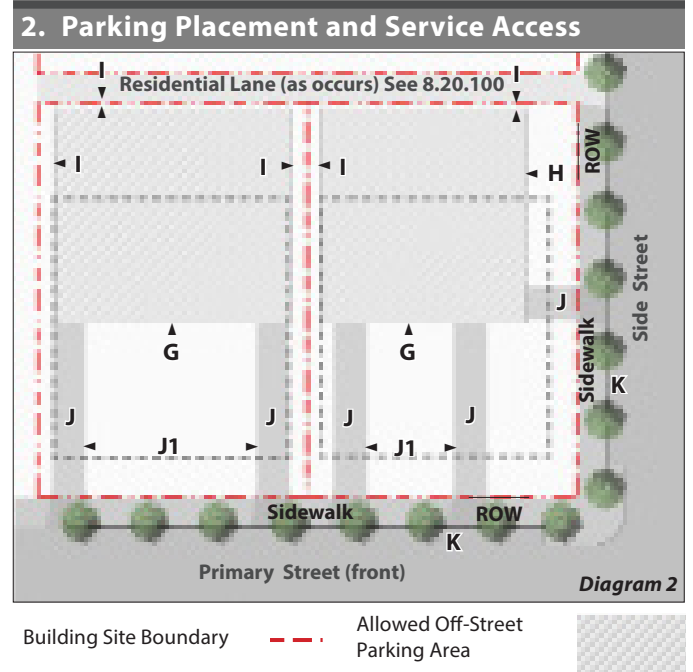 2. Parking Placement and Service Access
I
I
Residential Lane (as occurs) See 8.20.100
ROW
I
I
I
H
Side Street
J
G
G
Sidewalk
K
J
J
J
J
J1
J1
Sidewalk
ROW
K
Primary Street (front)
Diagram 2
Building Site Boundary
Allowed Off-Street
Parking Area